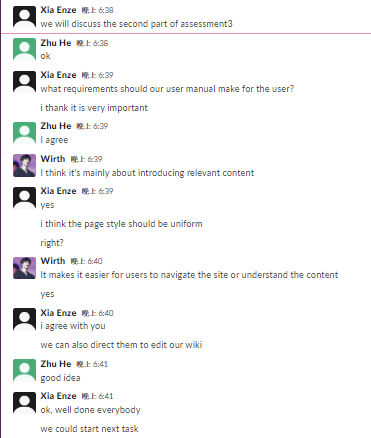 Xia Enze 晚上 6:38
we will discuss the second part of assessment3
Zhu He 晚上 6:38
ok
Xia Enze 晚上 6:39
what requirements should our user manual make for the user?
i thank it is very important
Zhu He 晚上 6:39
I agree
Wirth 晚上 6:39
I think it's mainly about introducing relevant content
Xia Enze 晚上 6:39
yes
i think the page style should be uniform
right?
Wirth 晚上 6:40
It makes it easier for users to navigate the site or understand the content
yes
Xia Enze 晚上 6:40
i agree with you
we can also direct them to edit our wiki
Zhu He 晚上 6:41
good idea
Xia Enze 晚上 6:41
ok, well done everybody
we could start next task